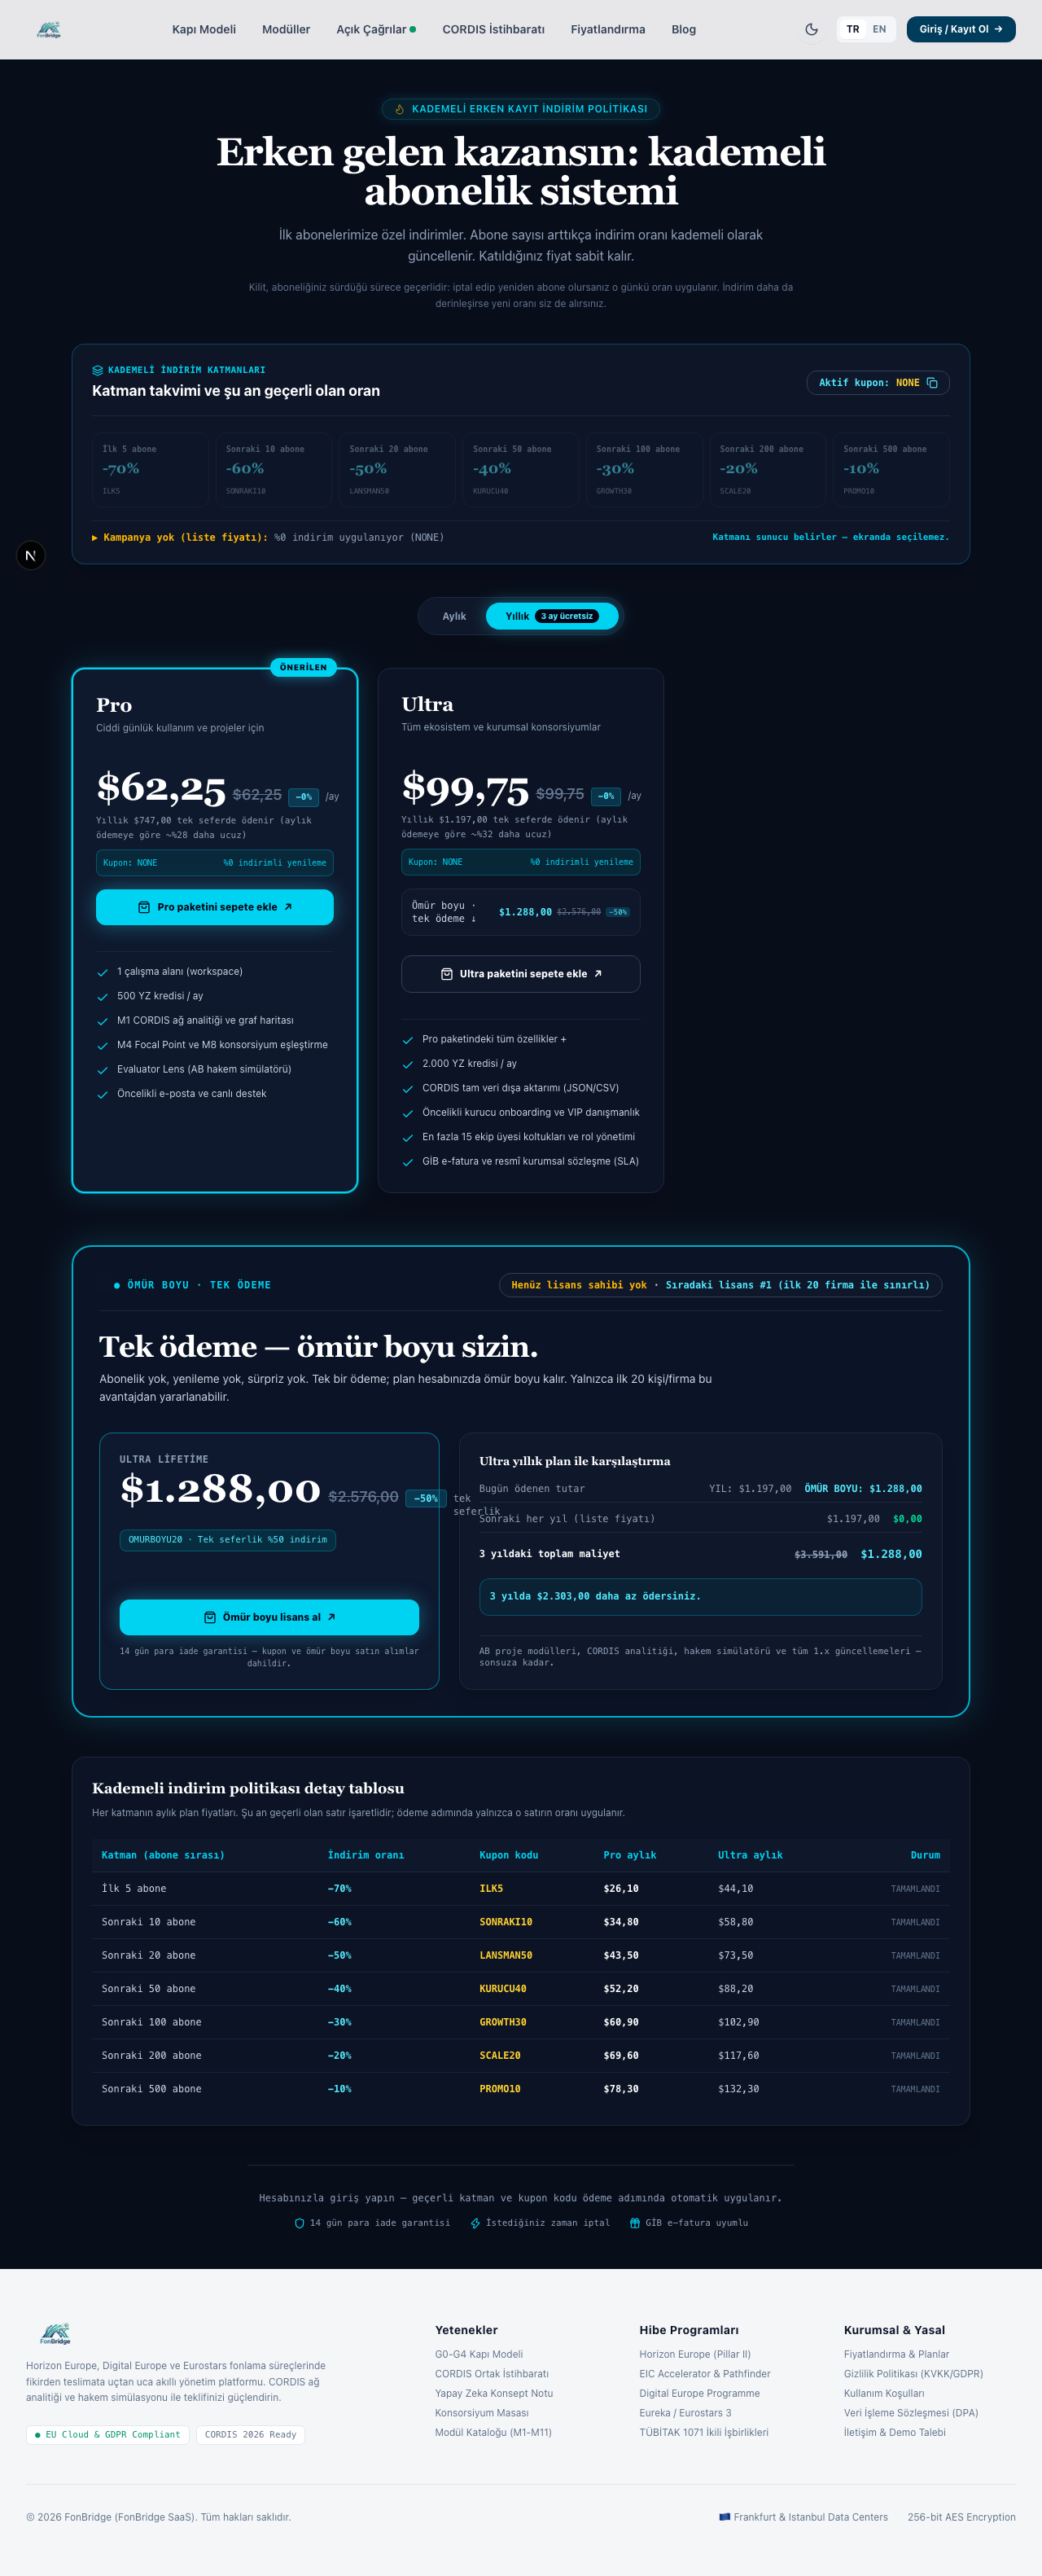 FonBridge
Kapı Modeli
Modüller
Açık Çağrılar
CORDIS İstihbaratı
Fiyatlandırma
Blog
TR
EN
Giriş / Kayıt Ol →
KADEMELİ ERKEN KAYIT İNDİRİM POLİTİKASI
Erken gelen kazansın: kademeli
abonelik sistemi
İlk abonelerimize özel indirimler. Abone sayısı arttıkça indirim oranı kademeli olarak
güncellenir. Katıldığınız fiyat sabit kalır.
Kilit, aboneliğiniz sürdüğü sürece geçerlidir: iptal edip yeniden abone olursanız o günkü oran uygulanır. İndirim daha da
derinleşirse yeni oranı siz de alırsınız.
KADEMELİ İNDİRİM KATMANLARI
Katman takvimi ve şu an geçerli olan oran
Aktif kupon: NONE
İlk 5 abone
-70%
ILK5
Sonraki 10 abone
-60%
SONRAKI10
Sonraki 20 abone
-50%
LANSMAN50
Sonraki 50 abone
-40%
KURUCU40
Sonraki 100 abone
-30%
GROWTH30
Sonraki 200 abone
-20%
SCALE20
Sonraki 500 abone
-10%
PROMO10
▶ Kampanya yok (liste fiyatı): %0 indirim uygulanıyor (NONE)
Katmanı sunucu belirler — ekranda seçilemez.
N
Aylık
Yıllık 3 ay ücretsiz
ÖNERİLEN
Pro
Ciddi günlük kullanım ve projeler için
$62,25 $62,25 −0% /ay
Yıllık $747,00 tek seferde ödenir (aylık
ödemeye göre ~%28 daha ucuz)
Kupon: NONE %0 indirimli yenileme
Pro paketini sepete ekle ↗
1 çalışma alanı (workspace)
500 YZ kredisi / ay
M1 CORDIS ağ analitiği ve graf haritası
M4 Focal Point ve M8 konsorsiyum eşleştirme
Evaluator Lens (AB hakem simülatörü)
Öncelikli e-posta ve canlı destek
Ultra
Tüm ekosistem ve kurumsal konsorsiyumlar
$99,75 $99,75 −0% /ay
Yıllık $1.197,00 tek seferde ödenir (aylık
ödemeye göre ~%32 daha ucuz)
Kupon: NONE %0 indirimli yenileme
Ömür boyu ·
tek ödeme ↓
$1.288,00 $2.576,00 −50%
Ultra paketini sepete ekle ↗
Pro paketindeki tüm özellikler +
2.000 YZ kredisi / ay
CORDIS tam veri dışa aktarımı (JSON/CSV)
Öncelikli kurucu onboarding ve VIP danışmanlık
En fazla 15 ekip üyesi koltukları ve rol yönetimi
GİB e-fatura ve resmî kurumsal sözleşme (SLA)
● ÖMÜR BOYU · TEK ÖDEME
Henüz lisans sahibi yok · Sıradaki lisans #1 (ilk 20 firma ile sınırlı)
Tek ödeme — ömür boyu sizin.
Abonelik yok, yenileme yok, sürpriz yok. Tek bir ödeme; plan hesabınızda ömür boyu kalır. Yalnızca ilk 20 kişi/firma bu
avantajdan yararlanabilir.
ULTRA LİFETİME
$1.288,00 $2.576,00 −50% tek
seferlik
OMURBOYU20 · Tek seferlik %50 indirim
Ömür boyu lisans al ↗
14 gün para iade garantisi — kupon ve ömür boyu satın alımlar
dahildir.
Ultra yıllık plan ile karşılaştırma
Bugün ödenen tutar YIL: $1.197,00 ÖMÜR BOYU: $1.288,00
Sonraki her yıl (liste fiyatı) $1.197,00 $0,00
3 yıldaki toplam maliyet $3.591,00 $1.288,00
3 yılda $2.303,00 daha az ödersiniz.
AB proje modülleri, CORDIS analitiği, hakem simülatörü ve tüm 1.x güncellemeleri —
sonsuza kadar.
Kademeli indirim politikası detay tablosu
Her katmanın aylık plan fiyatları. Şu an geçerli olan satır işaretlidir; ödeme adımında yalnızca o satırın oranı uygulanır.
Katman (abone sırası) İndirim oranı Kupon kodu Pro aylık Ultra aylık Durum
İlk 5 abone −70% ILK5 $26,10 $44,10 TAMAMLANDI
Sonraki 10 abone −60% SONRAKI10 $34,80 $58,80 TAMAMLANDI
Sonraki 20 abone −50% LANSMAN50 $43,50 $73,50 TAMAMLANDI
Sonraki 50 abone −40% KURUCU40 $52,20 $88,20 TAMAMLANDI
Sonraki 100 abone −30% GROWTH30 $60,90 $102,90 TAMAMLANDI
Sonraki 200 abone −20% SCALE20 $69,60 $117,60 TAMAMLANDI
Sonraki 500 abone −10% PROMO10 $78,30 $132,30 TAMAMLANDI
Hesabınızla giriş yapın — geçerli katman ve kupon kodu ödeme adımında otomatik uygulanır.
14 gün para iade garantisi
İstediğiniz zaman iptal
GİB e-fatura uyumlu
FonBridge
Horizon Europe, Digital Europe ve Eurostars fonlama süreçlerinde
fikirden teslimata uçtan uca akıllı yönetim platformu. CORDIS ağ
analitiği ve hakem simülasyonu ile teklifinizi güçlendirin.
● EU Cloud & GDPR Compliant
CORDIS 2026 Ready
Yetenekler
G0-G4 Kapı Modeli
CORDIS Ortak İstihbaratı
Yapay Zeka Konsept Notu
Konsorsiyum Masası
Modül Kataloğu (M1-M11)
Hibe Programları
Horizon Europe (Pillar II)
EIC Accelerator & Pathfinder
Digital Europe Programme
Eureka / Eurostars 3
TÜBİTAK 1071 İkili İşbirlikleri
Kurumsal & Yasal
Fiyatlandırma & Planlar
Gizlilik Politikası (KVKK/GDPR)
Kullanım Koşulları
Veri İşleme Sözleşmesi (DPA)
İletişim & Demo Talebi
© 2026 FonBridge (FonBridge SaaS). Tüm hakları saklıdır.
Frankfurt & Istanbul Data Centers
256-bit AES Encryption